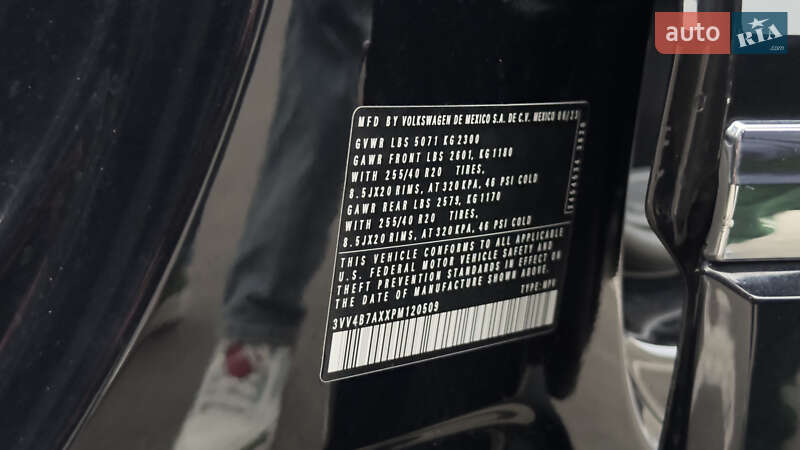 auto RIA.com
MFD BY VOLKSWAGEN DE MEXICO S.A. DE C.V. MEXICO 06/23
GVWR LBS 5071 KG 2300
GAWR FRONT LBS 2601, KG 1180
WITH 255/40 R20 TIRES,
8.5JX20 RIMS, AT 320 KPA, 46 PSI COLD
GAWR REAR LBS 2579, KG 1170
WITH 255/40 R20 TIRES,
8.5JX20 RIMS, AT 320 KPA, 46 PSI COLD
THIS VEHICLE CONFORMS TO ALL APPLICABLE
U.S. FEDERAL MOTOR VEHICLE SAFETY AND
THEFT PREVENTION STANDARDS IN EFFECT ON
THE DATE OF MANUFACTURE SHOWN ABOVE.
TYPE: MPV
3VV4B7AXXPM120509